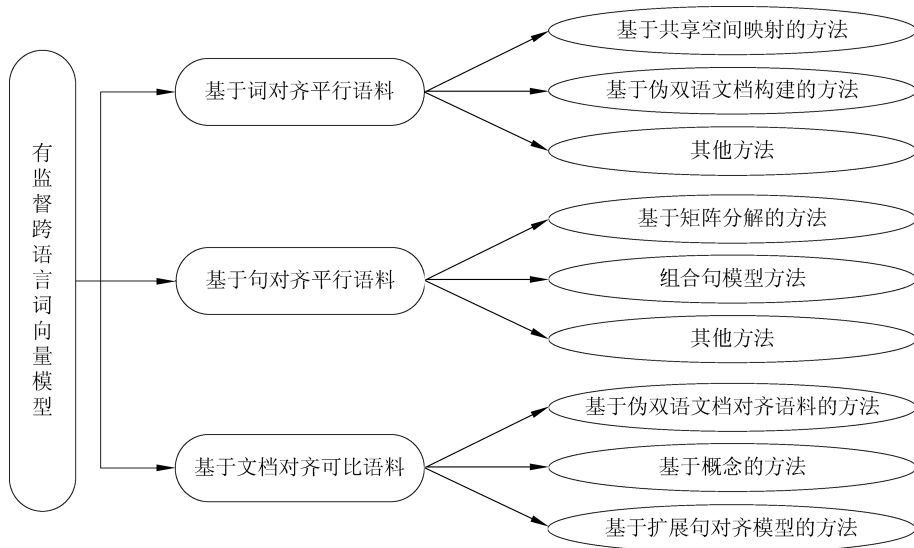 有监督跨语言词向量模型
基于词对齐平行语料
基于共享空间映射的方法
基于伪双语文档构建的方法
其他方法
基于句对齐平行语料
基于矩阵分解的方法
组合句模型方法
其他方法
基于文档对齐可比语料
基于伪双语文档对齐语料的方法
基于概念的方法
基于扩展句对齐模型的方法